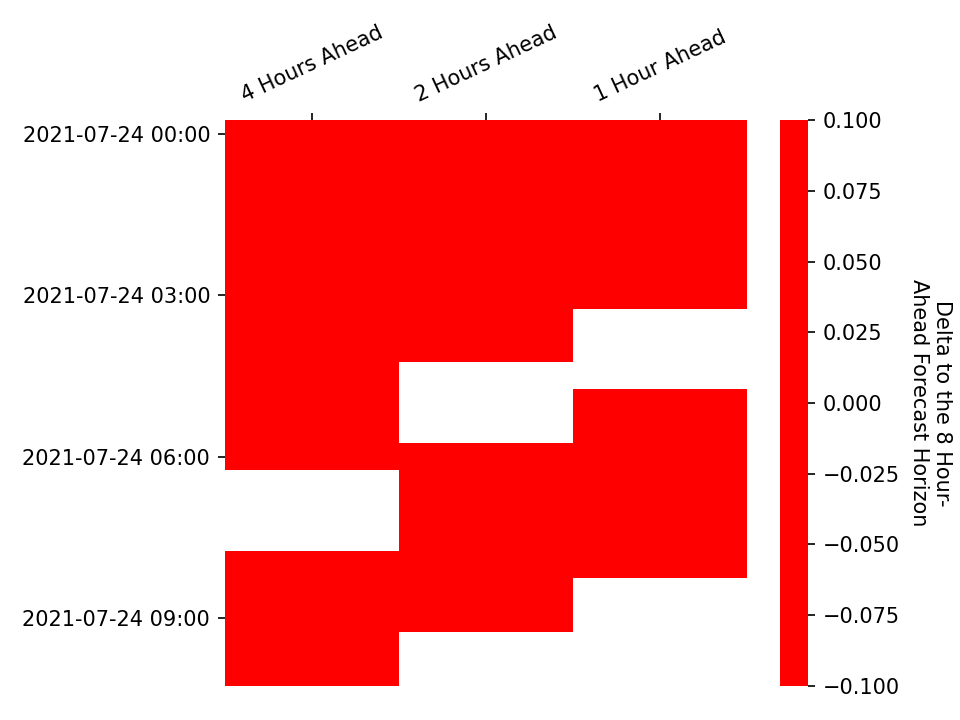 4 Hours Ahead
2 Hours Ahead
1 Hour Ahead
2021-07-24 00:00
2021-07-24 03:00
2021-07-24 06:00
2021-07-24 09:00
0.100
0.075
0.050
0.025
0.000
−0.025
−0.050
−0.075
−0.100
Delta to the 8 Hour-
Ahead Forecast Horizon